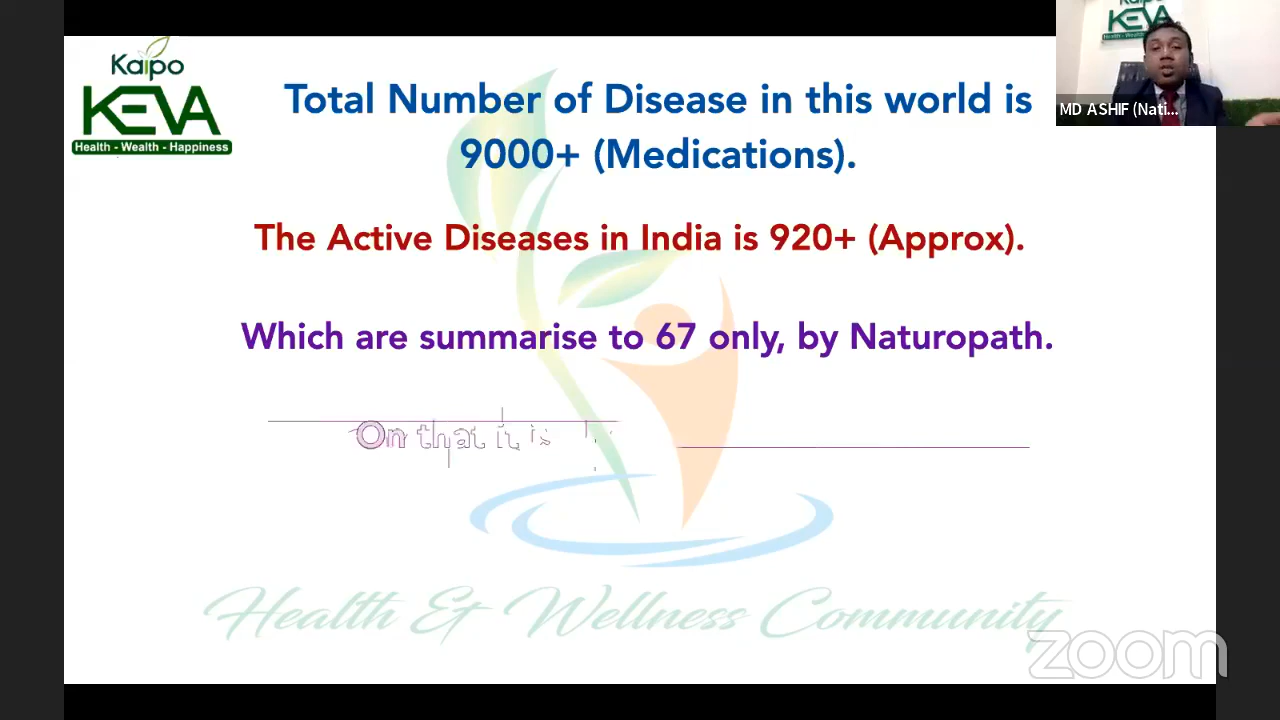 Kaipo
KEVA
Health - Wealth - Happiness
Total Number of Disease in this world is
9000+ (Medications).
The Active Diseases in India is 920+ (Approx).
Which are summarise to 67 only, by Naturopath.
On that it is
Health & Wellness Community
zoom
KEVA
MD ASHIF (Nati...